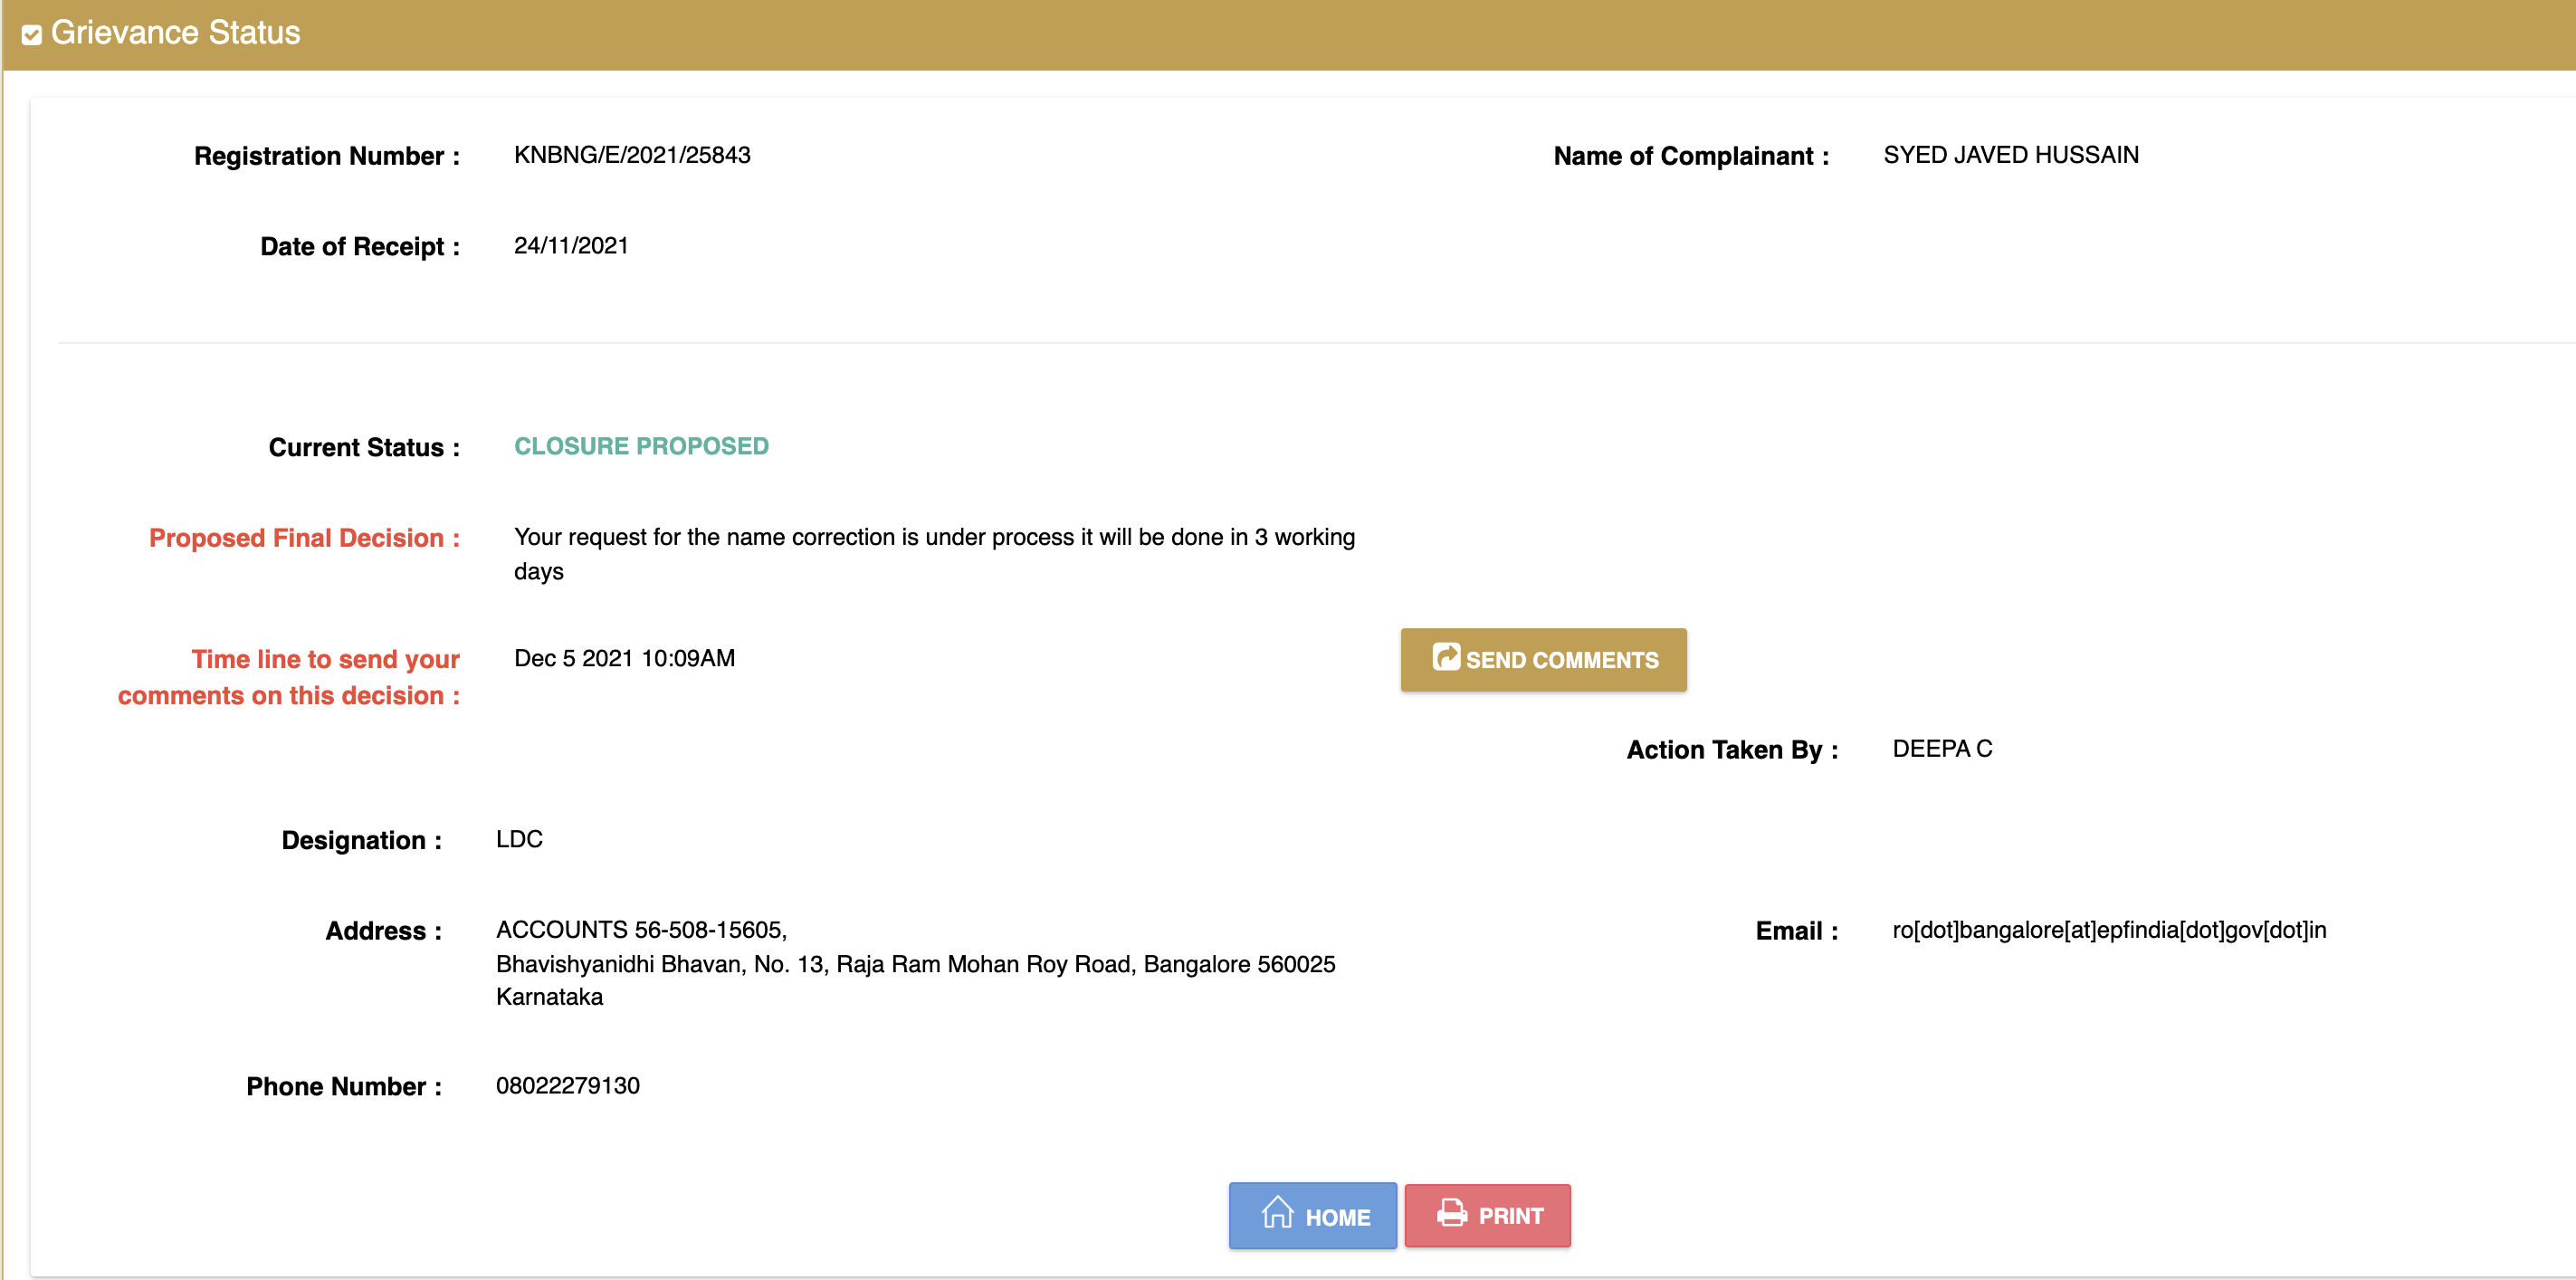 Grievance Status
Registration Number : KNBNG/E/2021/25843 Name of Complainant : SYED JAVED HUSSAIN
Date of Receipt : 24/11/2021
Current Status : CLOSURE PROPOSED
Proposed Final Decision : Your request for the name correction is under process it will be done in 3 working
days
Time line to send your Dec 5 2021 10:09AM SEND COMMENTS
comments on this decision :
Action Taken By : DEEPA C
Designation : LDC
Address : ACCOUNTS 56-508-15605, Email : ro[dot]bangalore[at]epfindia[dot]gov[dot]in
Bhavishyanidhi Bhavan, No. 13, Raja Ram Mohan Roy Road, Bangalore 560025
Karnataka
Phone Number : 08022279130
HOME PRINT